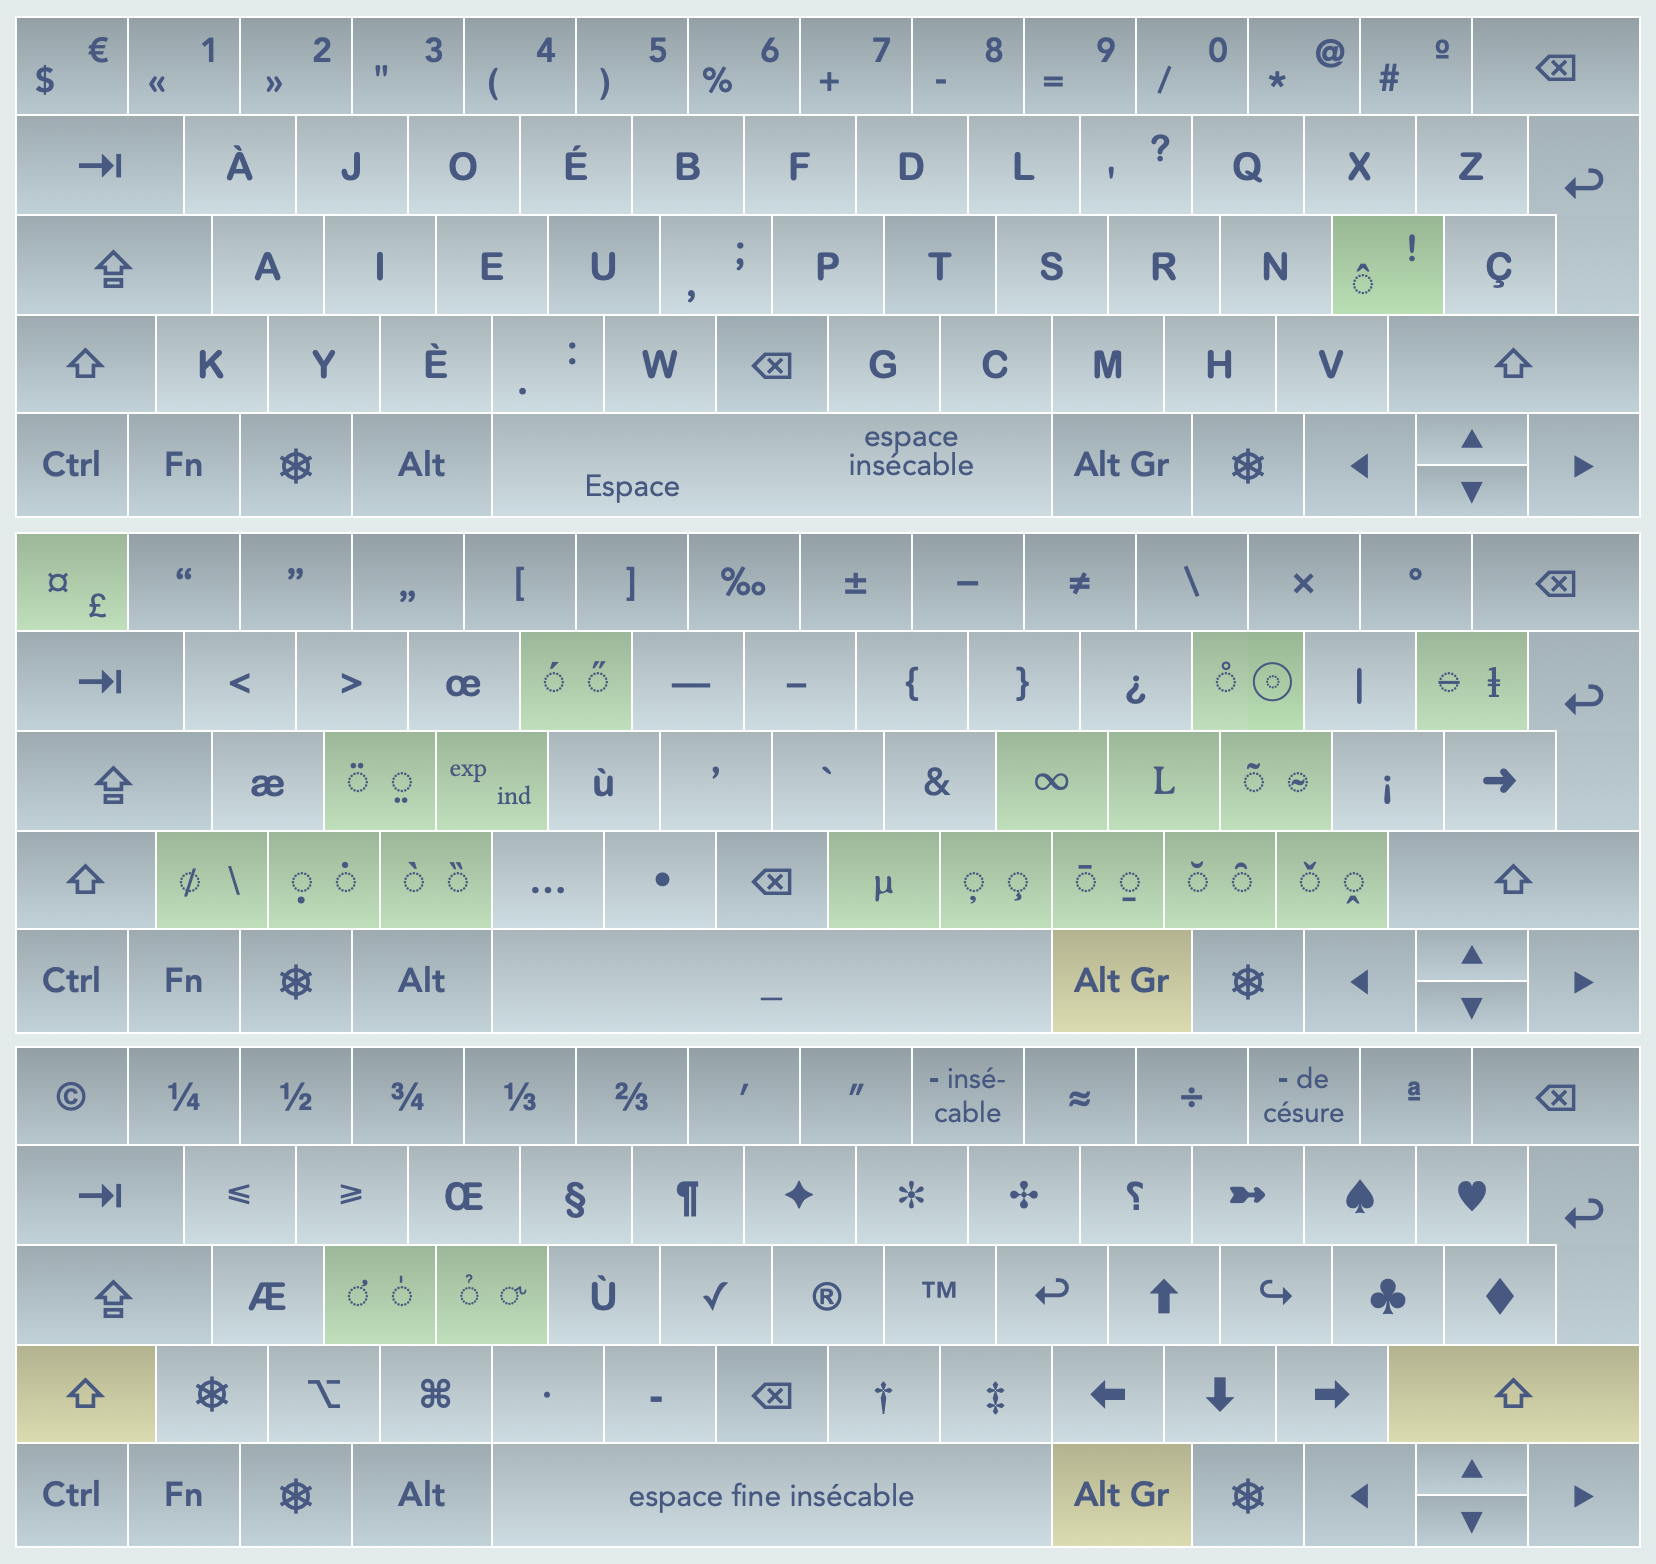 € 1 2 3 4 5 6 7 8 9 0 @ º
$ « » " ( ) % + - = / * # ⌫
⇥ À J O É B F D L ' ? Q X Z ↩
A I E U , ; P T S R N ◌̂ ! Ç
⇧ K Y È . : W ⌫ G C M H V ⇧
Ctrl Fn ⎈ Alt Espace espace insécable Alt Gr ⎈ ◀ ▲ ▼ ▶
¤ £ “ ” „ [ ] ‰ ± − ≠ \ × ° ⌫
⇥ < > œ ◌́ ◌̋ — – { } ¿ ◌̊ ◌⃝ | ◌̵ ł ↩
æ ◌̈ ◌̤ exp ind ù ’ ` & ∞ L ◌̃ ◌̴ ¡ ➜
⇧ ◌̸ \ ◌̣ ◌̇ ◌̀ ◌̏ … • ⌫ µ ◌̦ ◌̧ ◌̄ ◌̱ ◌̆ ◌̑ ◌̌ ◌̭ ⇧
Ctrl Fn ⎈ Alt _ Alt Gr ⎈ ◀ ▲ ▼ ▶
© ¼ ½ ¾ ⅓ ⅔ ′ ″ - insé-cable ≈ ÷ - de césure ª ⌫
⇥ ⩽ ⩾ Œ § ¶ ✦ ✻ ✣ ⸮ ➳ ♠ ♥ ↩
Æ ◌̛ ◌̍ ◌̉ Ù ✓ ® ™ ↩ ⬆ ↪ ♣ ♦
⇧ ⎈ ⌥ ⌘ · ‐ ⌫ † ‡ ⬅ ⬇ ➡ ⇧
Ctrl Fn ⎈ Alt espace fine insécable Alt Gr ⎈ ◀ ▲ ▼ ▶